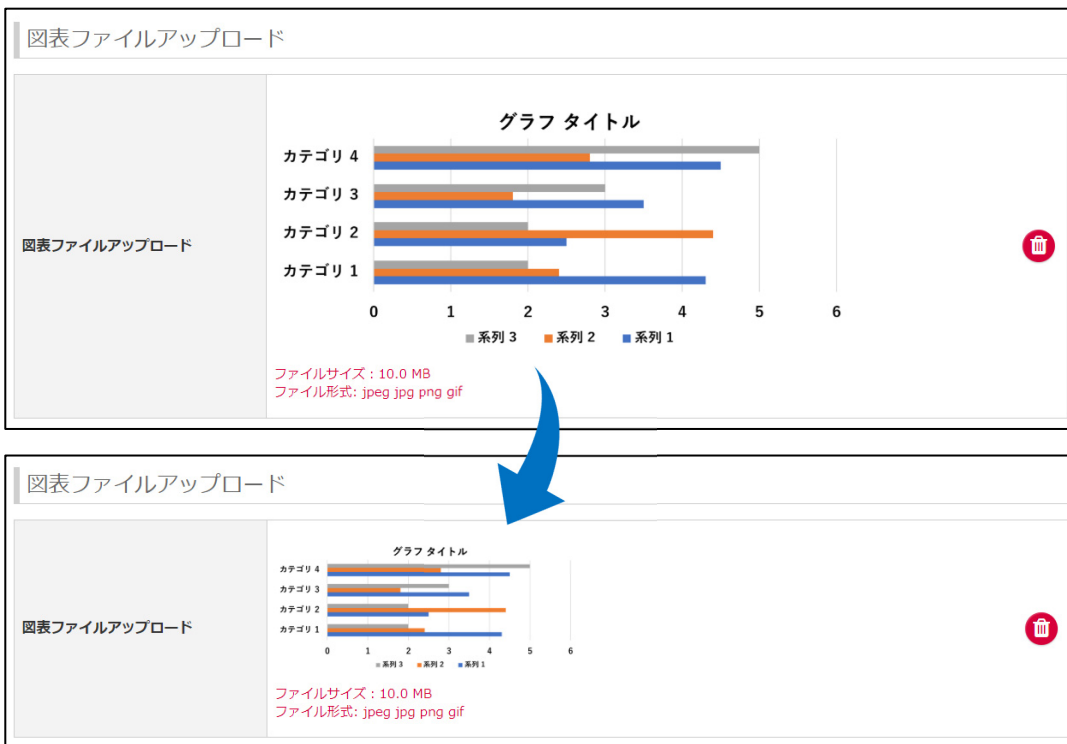 図表ファイルアップロード
図表ファイルアップロード
グラフ タイトル
カテゴリ 4
カテゴリ 3
カテゴリ 2
カテゴリ 1
0 1 2 3 4 5 6
系列 3 系列 2 系列 1
ファイルサイズ : 10.0 MB
ファイル形式: jpeg jpg png gif
図表ファイルアップロード
図表ファイルアップロード
グラフ タイトル
カテゴリ 4
カテゴリ 3
カテゴリ 2
カテゴリ 1
0 1 2 3 4 5 6
系列 3 系列 2 系列 1
ファイルサイズ : 10.0 MB
ファイル形式: jpeg jpg png gif